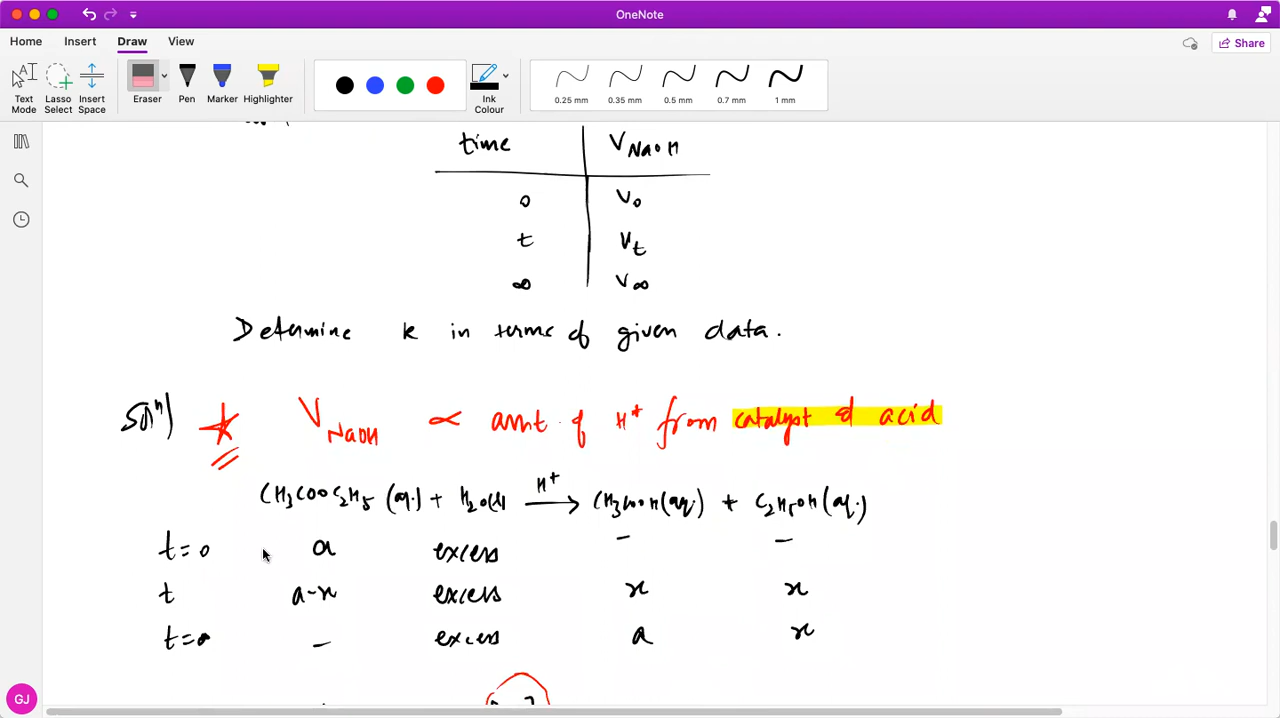 OneNote
Home Insert Draw View
Share
Text Mode
Lasso Select
Insert Space
Eraser
Pen
Marker
Highlighter
Ink Colour
0.25 mm
0.35 mm
0.5 mm
0.7 mm
1 mm
time V NaOH
0 V₀
t Vt
∞ V∞
Determine k in terms of given data.
Solⁿ) V NaOH ∝ amt. of H⁺ from catalyst & acid
CH₃COOC₂H₅ (aq.) + H₂O(l) H⁺ → CH₃COOH(aq.) + C₂H₅OH(aq.)
t=0 a excess – –
t a-x excess x x
t=∞ – excess a x
GJ